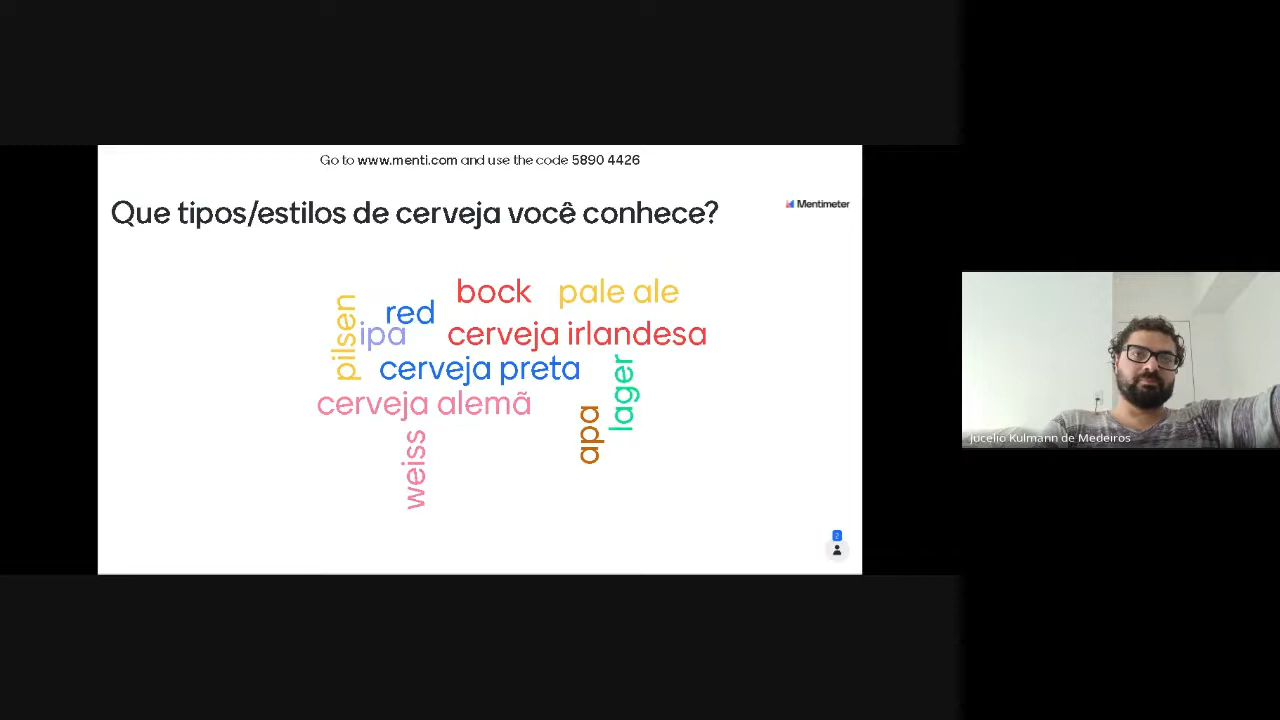 Go to www.menti.com and use the code 5890 4426
Que tipos/estilos de cerveja você conhece?
Mentimeter
bock
pale ale
red
pilsen
ipa
cerveja irlandesa
cerveja preta
lager
cerveja alemã
apa
weiss
2
Jucelio Kulmann de Medeiros